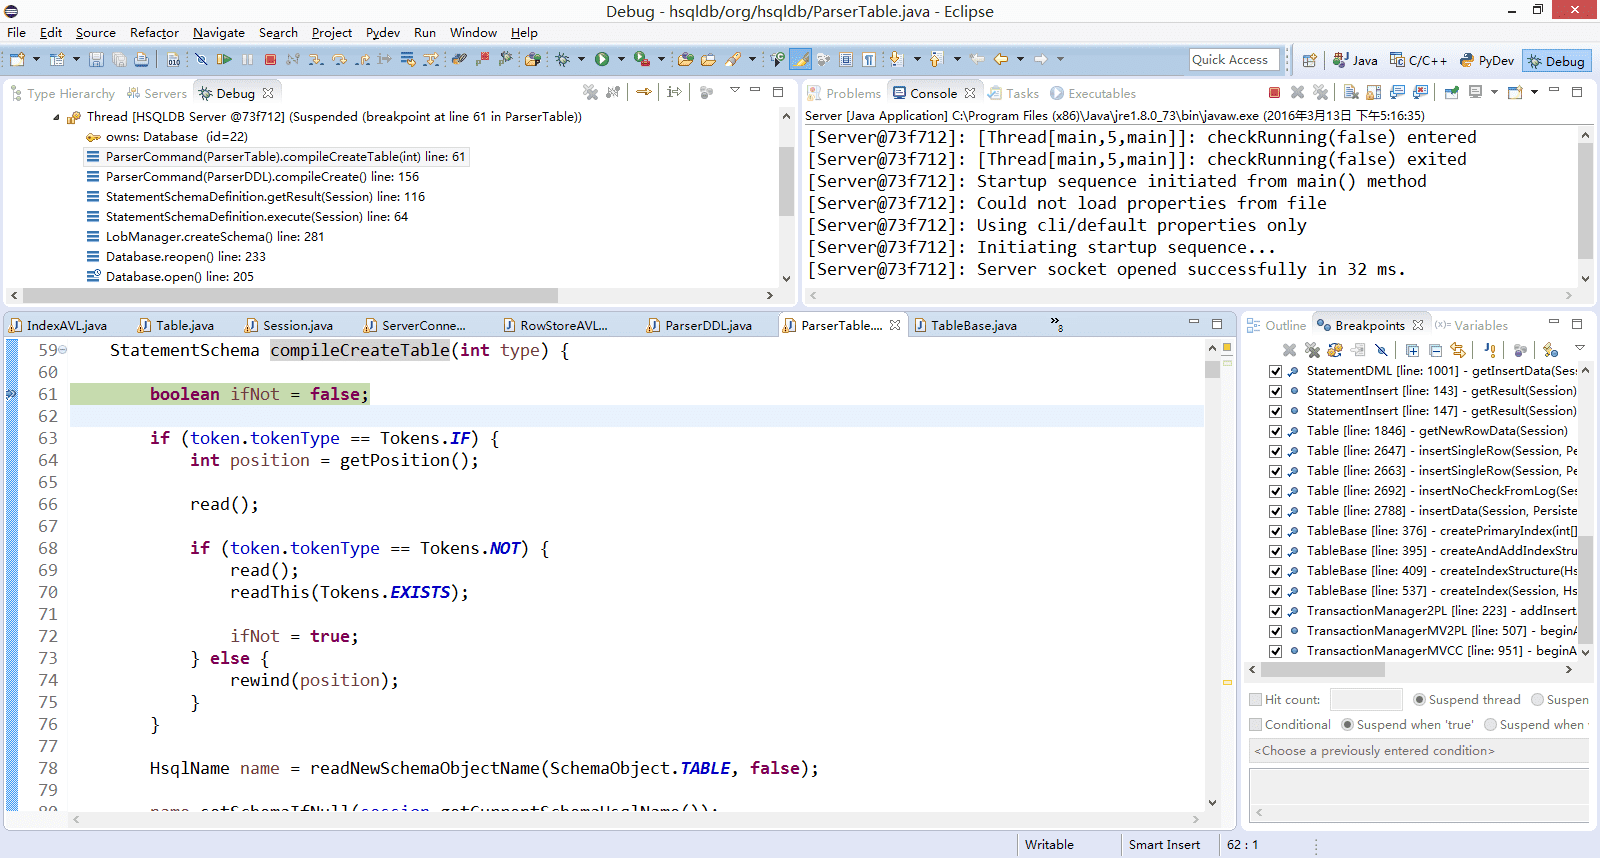 Debug - hsqldb/org/hsqldb/ParserTable.java - Eclipse
File Edit Source Refactor Navigate Search Project Pydev Run Window Help
Quick Access Java C/C++ PyDev Debug
Type Hierarchy Servers Debug
Thread [HSQLDB Server @73f712] (Suspended (breakpoint at line 61 in ParserTable))
owns: Database (id=22)
ParserCommand(ParserTable).compileCreateTable(int) line: 61
ParserCommand(ParserDDL).compileCreate() line: 156
StatementSchemaDefinition.getResult(Session) line: 116
StatementSchemaDefinition.execute(Session) line: 64
LobManager.createSchema() line: 281
Database.reopen() line: 233
Database.open() line: 205
Problems Console Tasks Executables
Server [Java Application] C:\Program Files (x86)\Java\jre1.8.0_73\bin\javaw.exe (2016年3月13日 下午5:16:35)
[Server@73f712]: [Thread[main,5,main]]: checkRunning(false) entered
[Server@73f712]: [Thread[main,5,main]]: checkRunning(false) exited
[Server@73f712]: Startup sequence initiated from main() method
[Server@73f712]: Could not load properties from file
[Server@73f712]: Using cli/default properties only
[Server@73f712]: Initiating startup sequence...
[Server@73f712]: Server socket opened successfully in 32 ms.
IndexAVL.java Table.java Session.java ServerConne... RowStoreAVL... ParserDDL.java ParserTable.... TableBase.java »8
59 StatementSchema compileCreateTable(int type) {
60
61 boolean ifNot = false;
62
63 if (token.tokenType == Tokens.IF) {
64 int position = getPosition();
65
66 read();
67
68 if (token.tokenType == Tokens.NOT) {
69 read();
70 readThis(Tokens.EXISTS);
71
72 ifNot = true;
73 } else {
74 rewind(position);
75 }
76 }
77
78 HsqlName name = readNewSchemaObjectName(SchemaObject.TABLE, false);
79
80 name.setSchemaIfNull(session.getCurrentSchemaHsqlName());
Outline Breakpoints (x)= Variables
StatementDML [line: 1001] - getInsertData(Ses
StatementInsert [line: 143] - getResult(Session)
StatementInsert [line: 147] - getResult(Session)
Table [line: 1846] - getNewRowData(Session)
Table [line: 2647] - insertSingleRow(Session, Pe
Table [line: 2663] - insertSingleRow(Session, Pe
Table [line: 2692] - insertNoCheckFromLog(Ses
Table [line: 2788] - insertData(Session, Persiste
TableBase [line: 376] - createPrimaryIndex(int[]
TableBase [line: 395] - createAndAddIndexStru
TableBase [line: 409] - createIndexStructure(Hs
TableBase [line: 537] - createIndex(Session, Hs
TransactionManager2PL [line: 223] - addInsert
TransactionManagerMV2PL [line: 507] - beginA
TransactionManagerMVCC [line: 951] - beginA
Hit count: Suspend thread Suspen
Conditional Suspend when 'true' Suspend when
<Choose a previously entered condition>
Writable Smart Insert 62 : 1